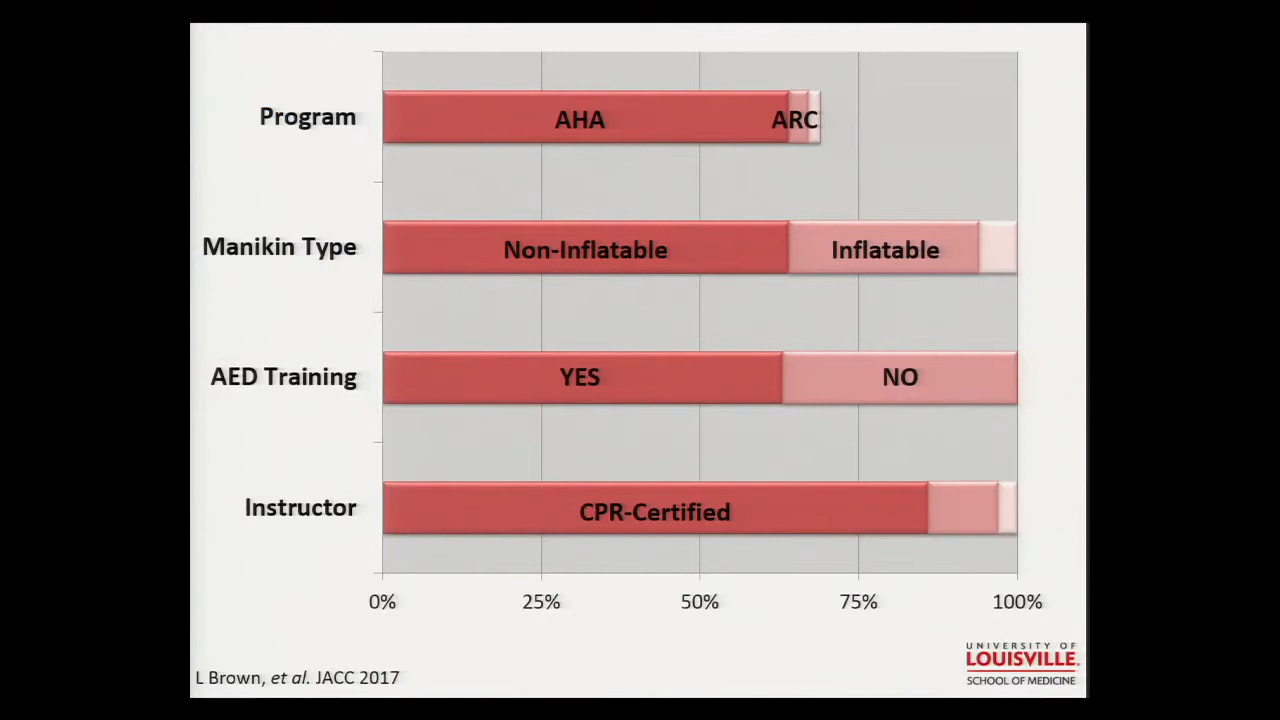 Program
AHA
ARC
Manikin Type
Non-Inflatable
Inflatable
AED Training
YES
NO
Instructor
CPR-Certified
0%
25%
50%
75%
100%
L Brown, et al. JACC 2017
UNIVERSITY OF
LOUISVILLE.
SCHOOL OF MEDICINE